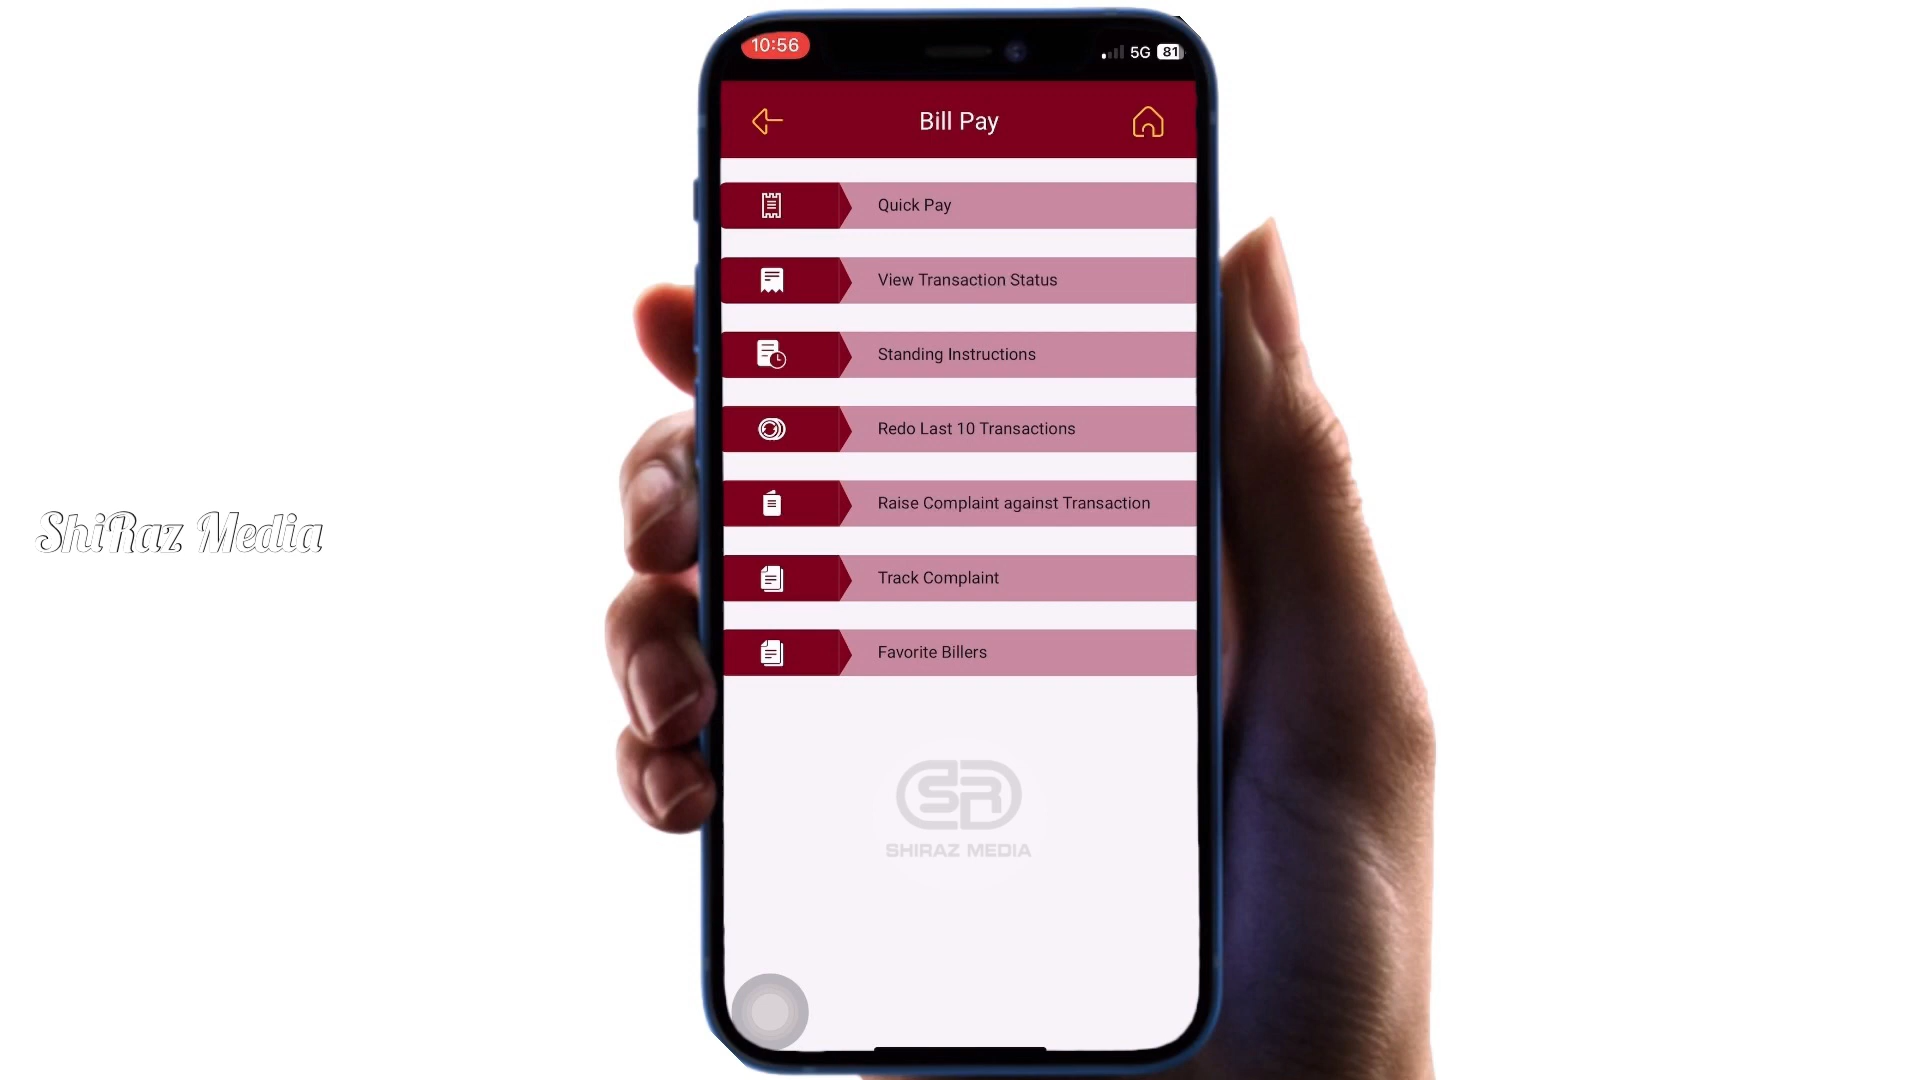 10:56
5G 81
Bill Pay
Quick Pay
View Transaction Status
Standing Instructions
Redo Last 10 Transactions
Raise Complaint against Transaction
Track Complaint
Favorite Billers
ShiRaz Media
SR
SHIRAZ MEDIA